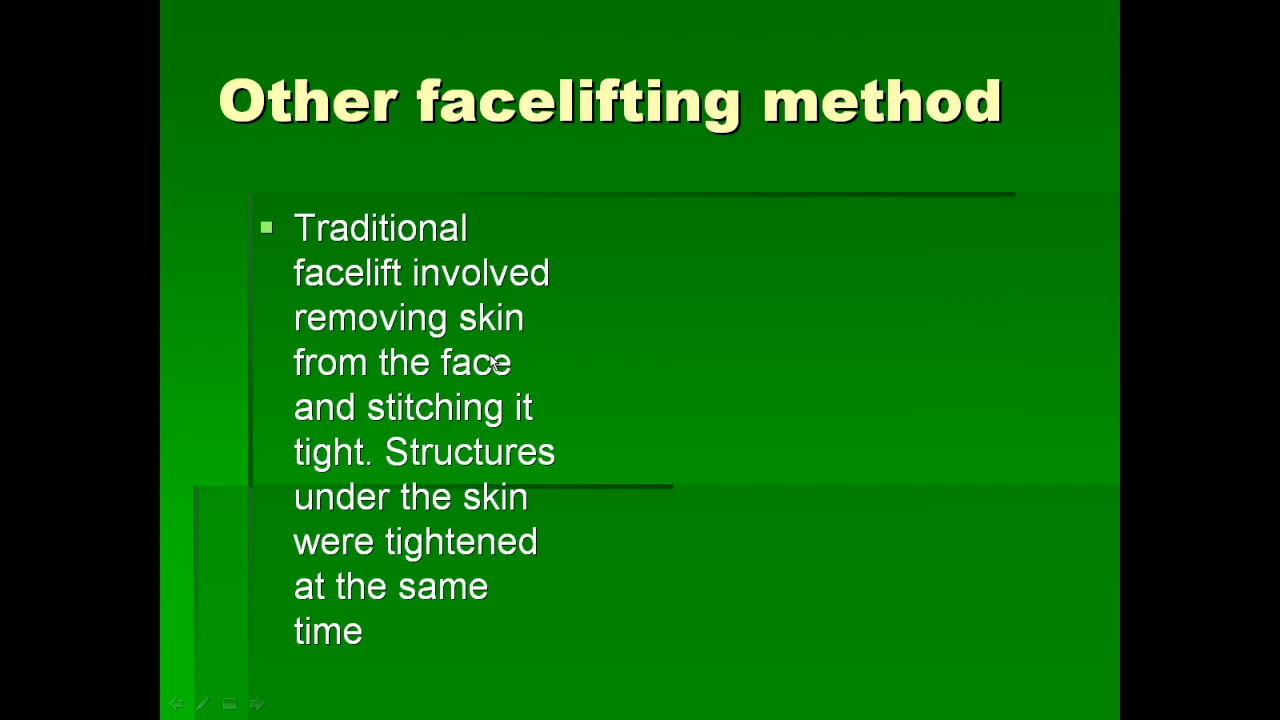 Other facelifting method
Traditional
facelift involved
removing skin
from the face
and stitching it
tight. Structures
under the skin
were tightened
at the same
time